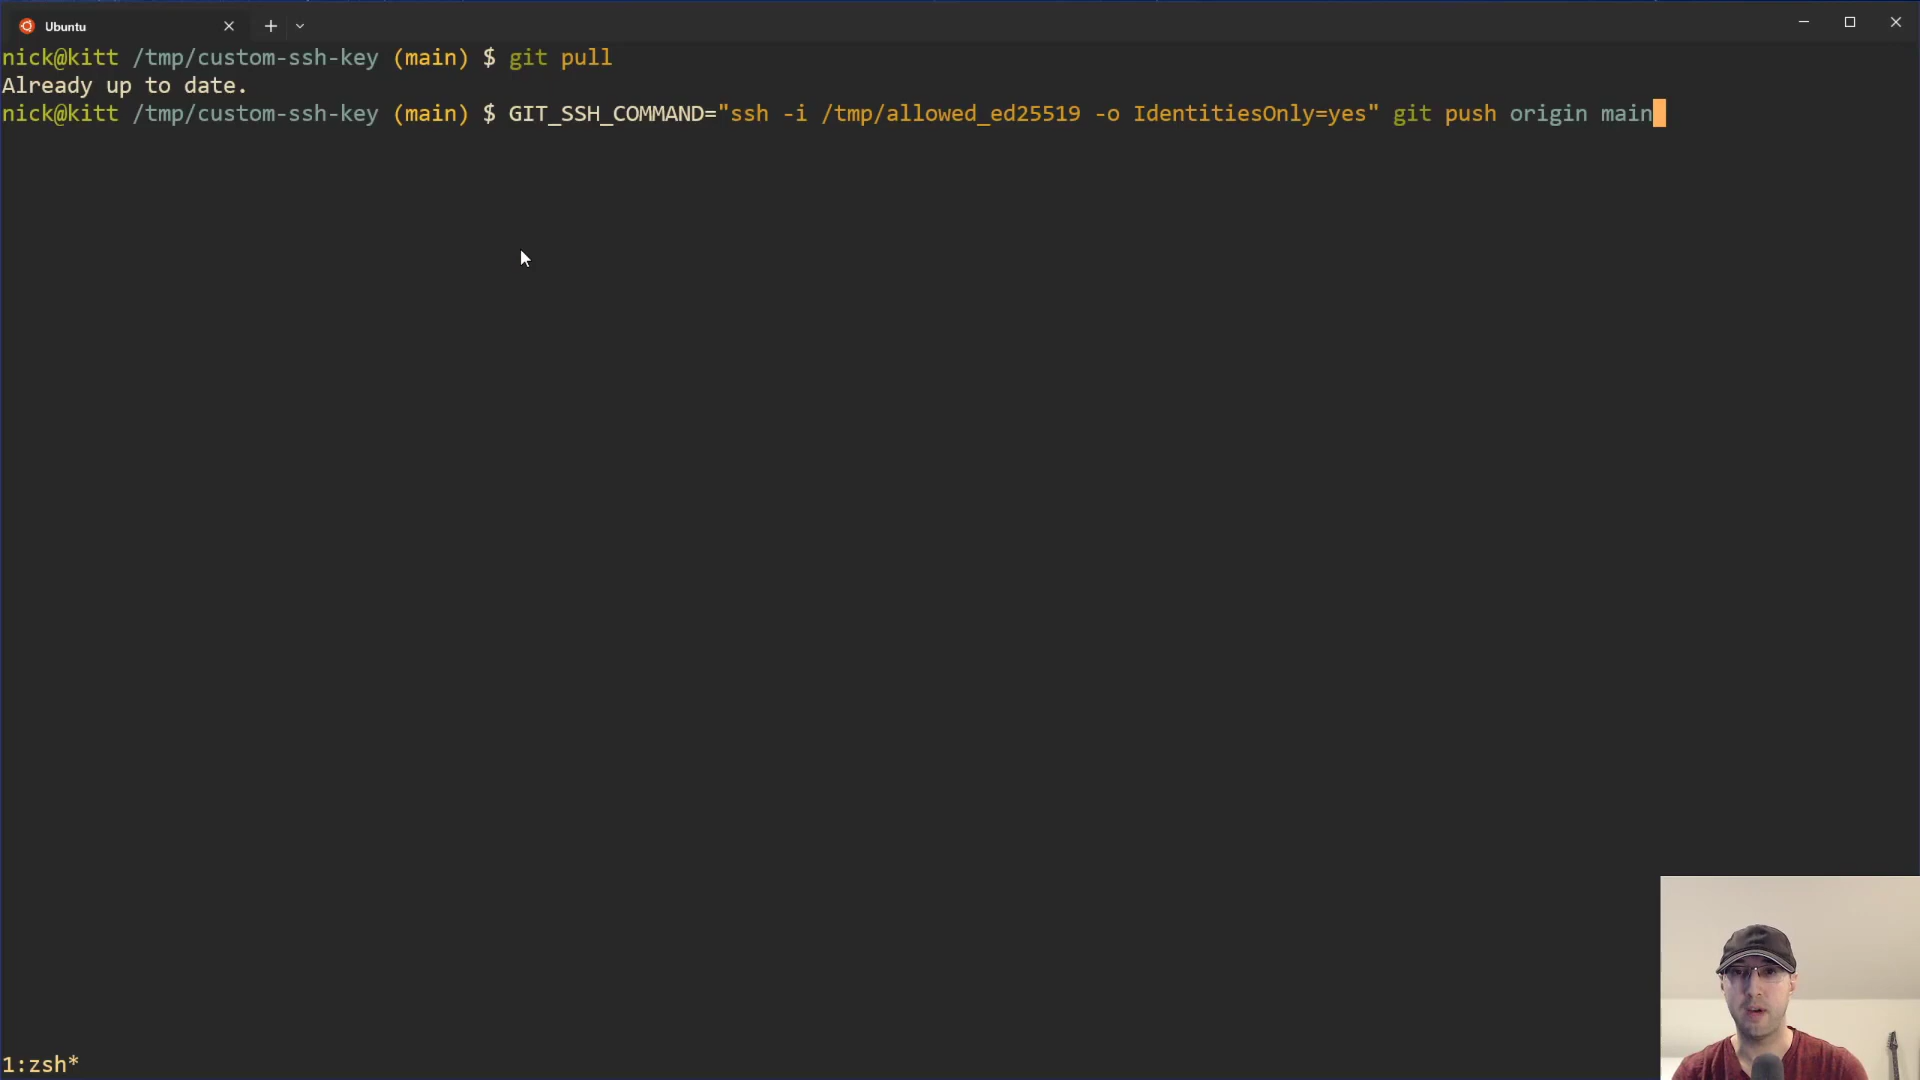 Ubuntu
nick@kitt /tmp/custom-ssh-key (main) $ git pull
Already up to date.
nick@kitt /tmp/custom-ssh-key (main) $ GIT_SSH_COMMAND="ssh -i /tmp/allowed_ed25519 -o IdentitiesOnly=yes" git push origin main
1:zsh*